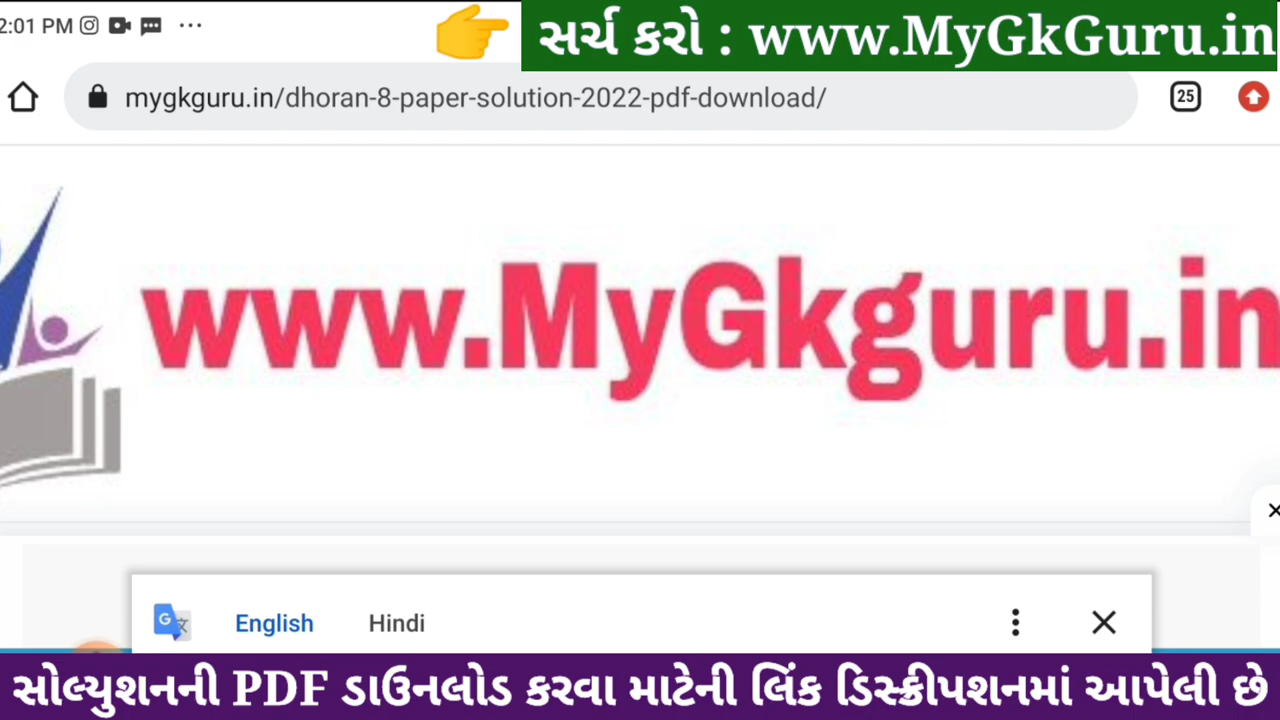 2:01 PM
સર્ચ કરો : www.MyGkGuru.in
mygkguru.in/dhoran-8-paper-solution-2022-pdf-download/
25
www.MyGkguru.in
English Hindi
સોલ્યુશનની PDF ડાઉનલોડ કરવા માટેની લિંક ડિસ્ક્રીપશનમાં આપેલી છે